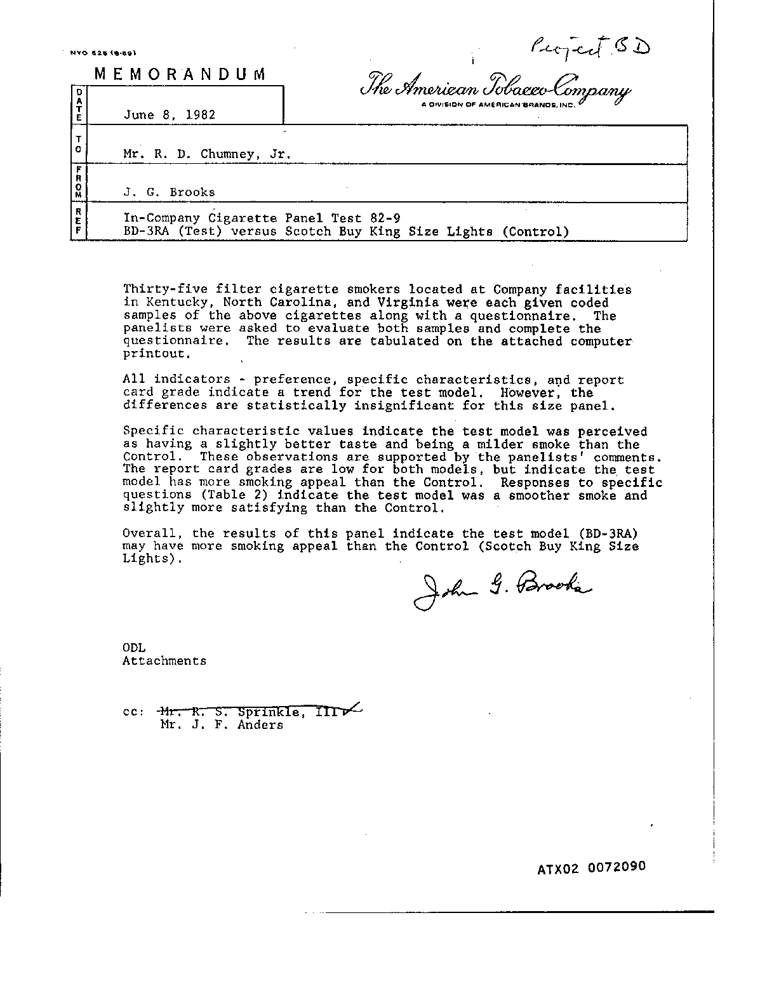 Project BD
NYO 525 (8-69)
MEMORANDUM
The American Tobacco Company
A DIVISION OF AMERICAN BRANDS, INC.
DATE
June 8, 1982
TO
Mr. R. D. Chumney, Jr.
FROM
J. G. Brooks
REF
In-Company Cigarette Panel Test 82-9
BD-3RA (Test) versus Scotch Buy King Size Lights (Control)
Thirty-five filter cigarette smokers located at Company facilities
in Kentucky, North Carolina, and Virginia were each given coded
samples of the above cigarettes along with a questionnaire. The
panelists were asked to evaluate both samples and complete the
questionnaire. The results are tabulated on the attached computer
printout.
All indicators - preference, specific characteristics, and report
card grade indicate a trend for the test model. However, the
differences are statistically insignificant for this size panel.
Specific characteristic values indicate the test model was perceived
as having a slightly better taste and being a milder smoke than the
Control. These observations are supported by the panelists' comments.
The report card grades are low for both models, but indicate the test
model has more smoking appeal than the Control. Responses to specific
questions (Table 2) indicate the test model was a smoother smoke and
slightly more satisfying than the Control.
Overall, the results of this panel indicate the test model (BD-3RA)
may have more smoking appeal than the Control (Scotch Buy King Size
Lights).
John G. Brooks
ODL
Attachments
cc: Mr. R. S. Sprinkle, III
Mr. J. F. Anders
ATX02 0072090